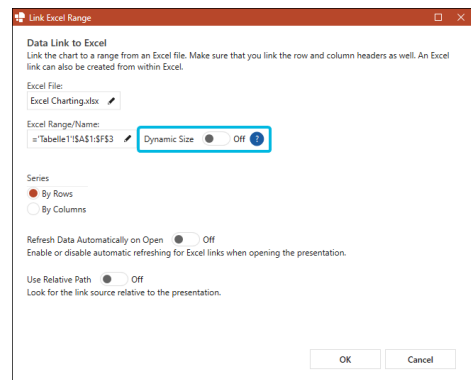 Link Excel Range
Data Link to Excel
Link the chart to a range from an Excel file. Make sure that you link the row and column headers as well. An Excel
link can also be created from within Excel.
Excel File:
Excel Charting.xlsx
Excel Range/Name:
='Tabelle1'!$A$1:$F$3 Dynamic Size Off ?
Series
By Rows
By Columns
Refresh Data Automatically on Open Off
Enable or disable automatic refreshing for Excel links when opening the presentation.
Use Relative Path Off
Look for the link source relative to the presentation.
OK Cancel